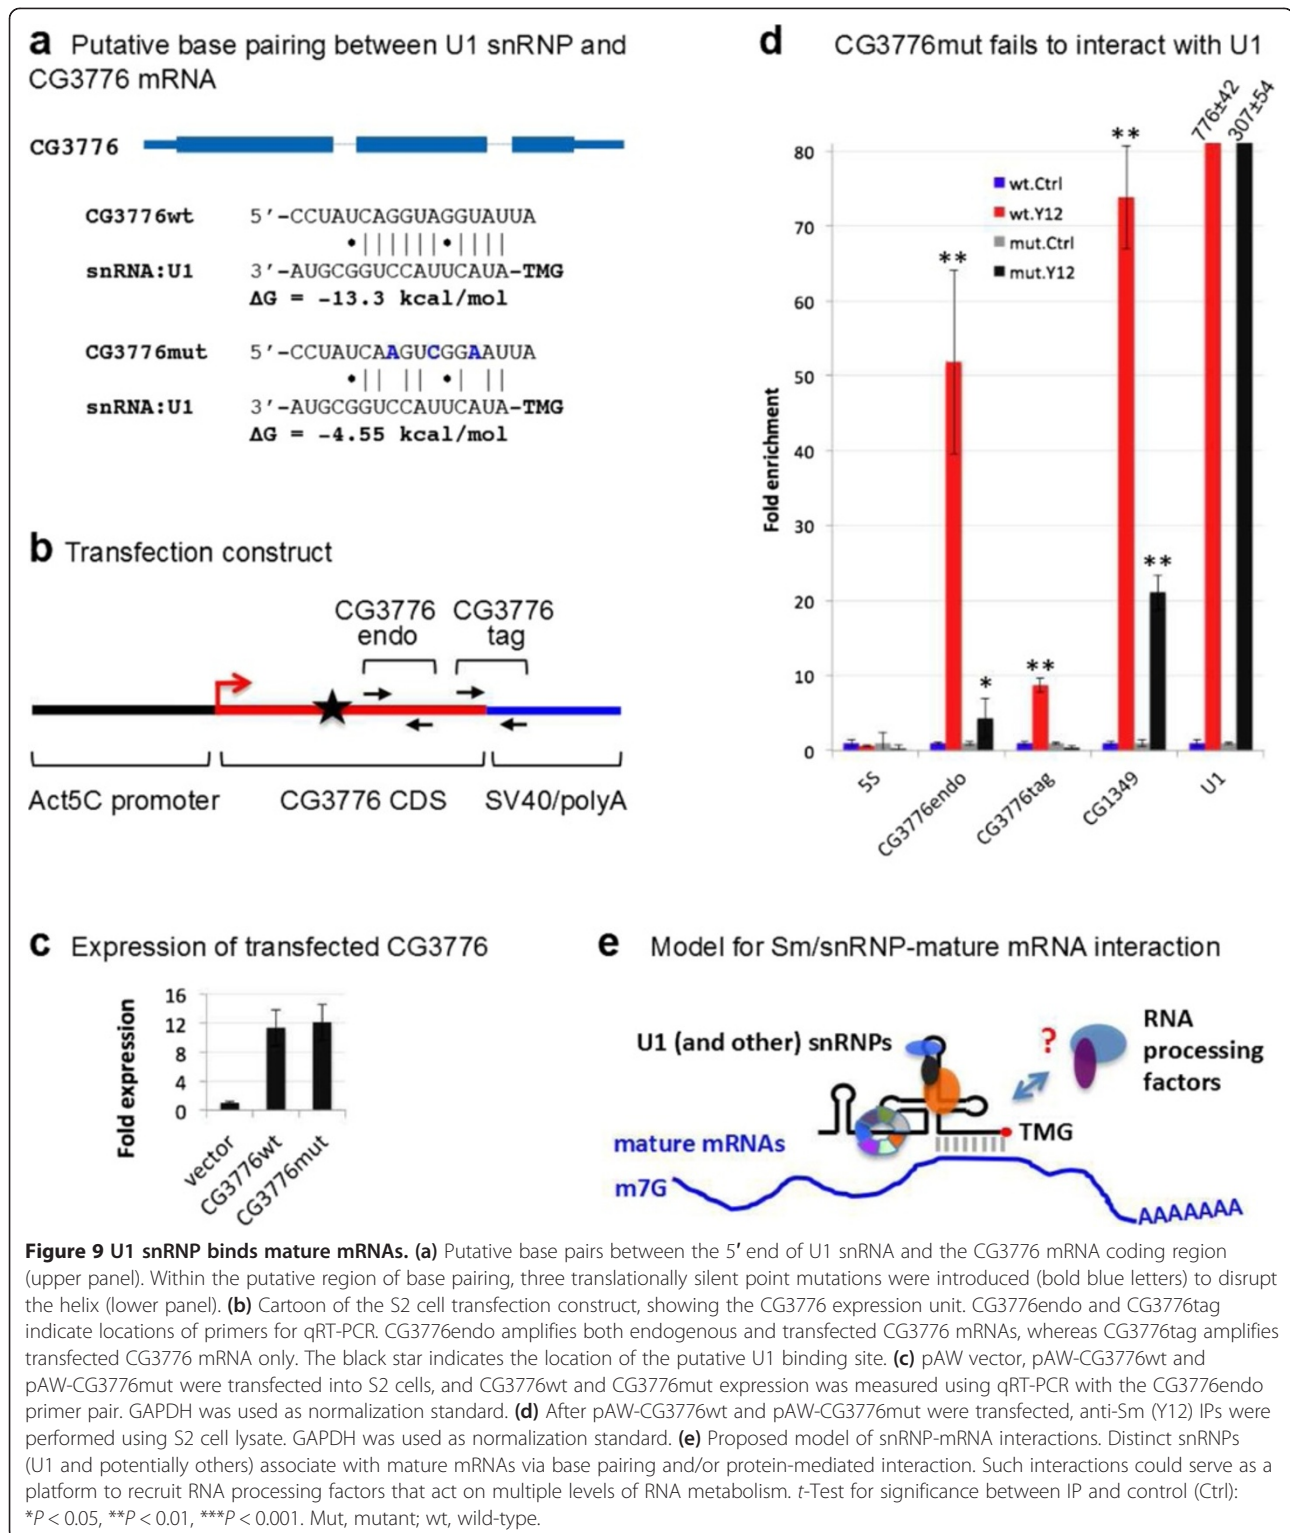 a Putative base pairing between U1 snRNP and
CG3776 mRNA
CG3776
CG3776wt 5′-CCUAUCAGGUAGGUAUUA
snRNA:U1 3′-AUGCGGUCCAUUCAUA-TMG
ΔG = -13.3 kcal/mol
CG3776mut 5′-CCUAUCAAGUCGGAAUUA
snRNA:U1 3′-AUGCGGUCCAUUCAUA-TMG
ΔG = -4.55 kcal/mol
b Transfection construct
CG3776 CG3776
endo tag
Act5C promoter CG3776 CDS SV40/polyA
c Expression of transfected CG3776
Fold expression
16
12
8
4
0
vector
CG3776wt
CG3776mut
d CG3776mut fails to interact with U1
776±42
307±54
Fold enrichment
80
70
60
50
40
30
20
10
0
wt.Ctrl
wt.Y12
mut.Ctrl
mut.Y12
**
*
**
**
**
5S
CG3776endo
CG3776tag
CG1349
U1
e Model for Sm/snRNP-mature mRNA interaction
U1 (and other) snRNPs
?
RNA
processing
factors
TMG
mature mRNAs
m7G
AAAAAAA
Figure 9 U1 snRNP binds mature mRNAs. (a) Putative base pairs between the 5′ end of U1 snRNA and the CG3776 mRNA coding region
(upper panel). Within the putative region of base pairing, three translationally silent point mutations were introduced (bold blue letters) to disrupt
the helix (lower panel). (b) Cartoon of the S2 cell transfection construct, showing the CG3776 expression unit. CG3776endo and CG3776tag
indicate locations of primers for qRT-PCR. CG3776endo amplifies both endogenous and transfected CG3776 mRNAs, whereas CG3776tag amplifies
transfected CG3776 mRNA only. The black star indicates the location of the putative U1 binding site. (c) pAW vector, pAW-CG3776wt and
pAW-CG3776mut were transfected into S2 cells, and CG3776wt and CG3776mut expression was measured using qRT-PCR with the CG3776endo
primer pair. GAPDH was used as normalization standard. (d) After pAW-CG3776wt and pAW-CG3776mut were transfected, anti-Sm (Y12) IPs were
performed using S2 cell lysate. GAPDH was used as normalization standard. (e) Proposed model of snRNP-mRNA interactions. Distinct snRNPs
(U1 and potentially others) associate with mature mRNAs via base pairing and/or protein-mediated interaction. Such interactions could serve as a
platform to recruit RNA processing factors that act on multiple levels of RNA metabolism. t-Test for significance between IP and control (Ctrl):
*P < 0.05, **P < 0.01, ***P < 0.001. Mut, mutant; wt, wild-type.